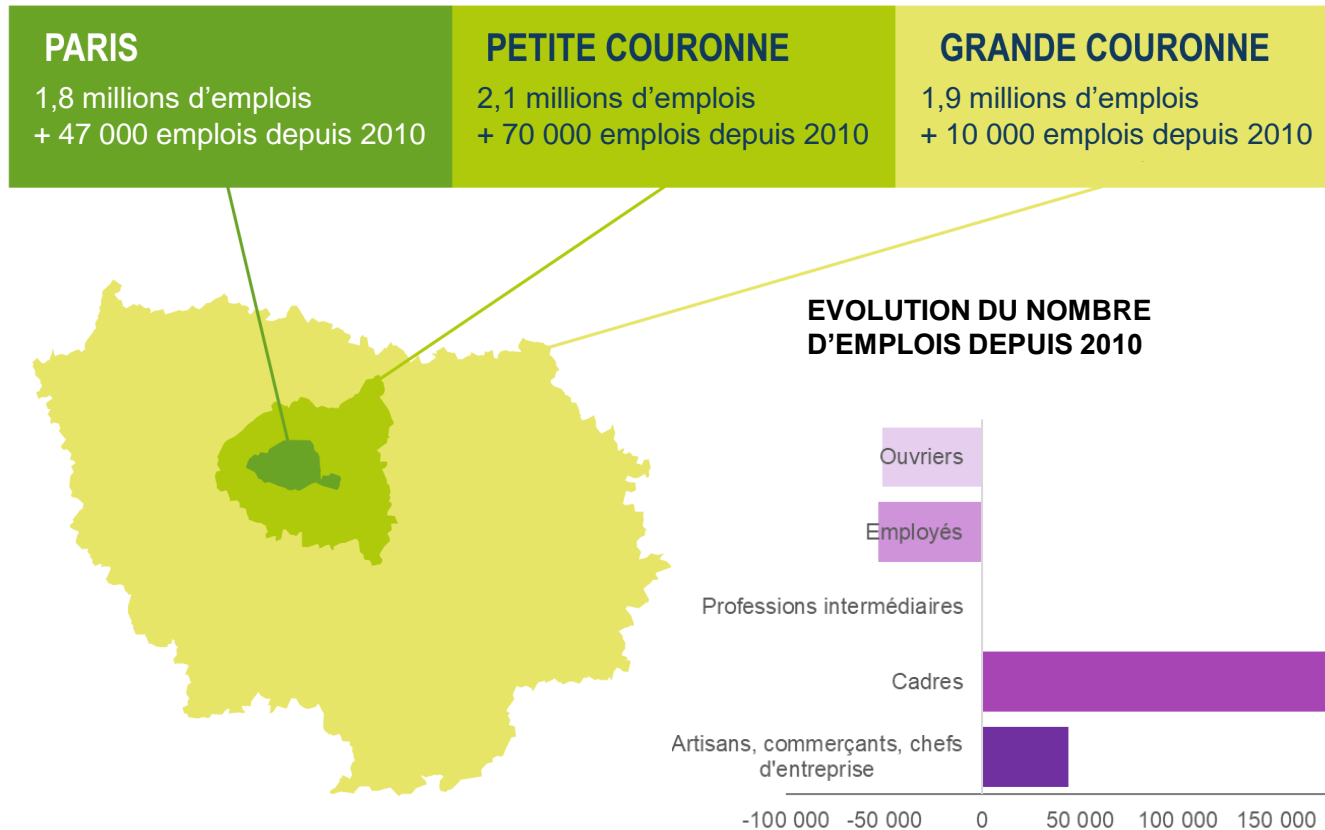 PARIS
1,8 millions d’emplois
+ 47 000 emplois depuis 2010
PETITE COURONNE
2,1 millions d’emplois
+ 70 000 emplois depuis 2010
GRANDE COURONNE
1,9 millions d’emplois
+ 10 000 emplois depuis 2010
EVOLUTION DU NOMBRE
D’EMPLOIS DEPUIS 2010
Ouvriers
Employés
Professions intermédiaires
Cadres
Artisans, commerçants, chefs
d'entreprise
-100 000 -50 000 0 50 000 100 000 150 000